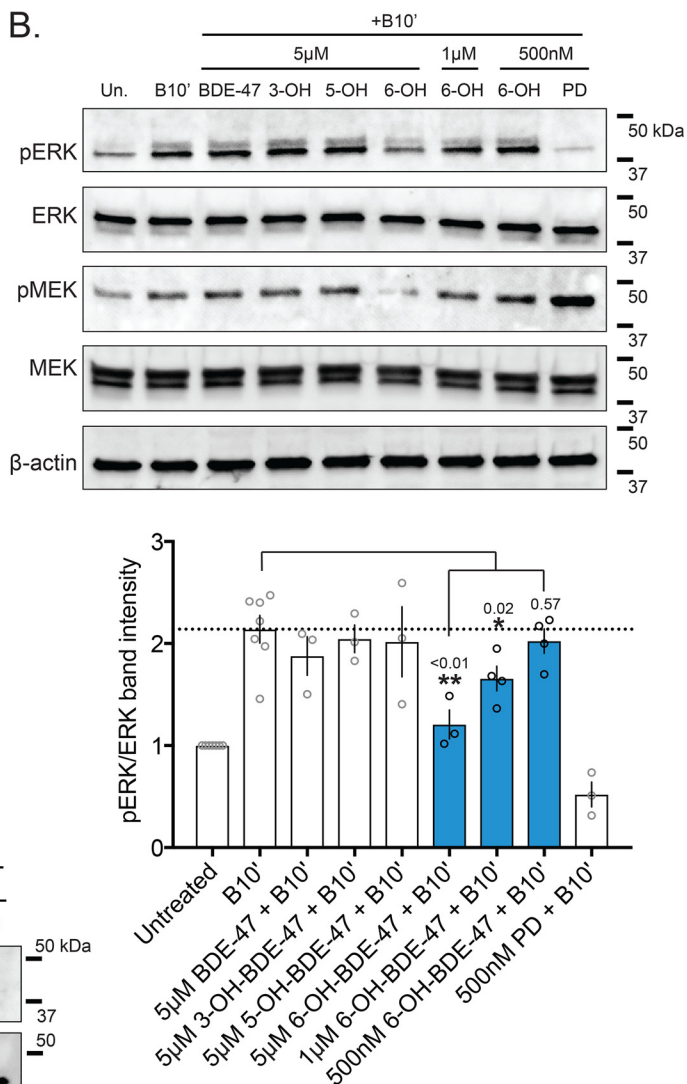 B.
+B10'
5µM 1µM 500nM
Un. B10' BDE-47 3-OH 5-OH 6-OH 6-OH 6-OH PD
pERK
50 kDa
37
ERK
50
37
pMEK
50
37
MEK
50
37
β-actin
50
37
pERK/ERK band intensity
3
2
1
0
<0.01
**
0.02
*
0.57
Untreated
B10'
5µM BDE-47 + B10'
5µM 3-OH-BDE-47 + B10'
5µM 5-OH-BDE-47 + B10'
5µM 6-OH-BDE-47 + B10'
1µM 6-OH-BDE-47 + B10'
500nM 6-OH-BDE-47 + B10'
500nM PD + B10'
50 kDa
37
50